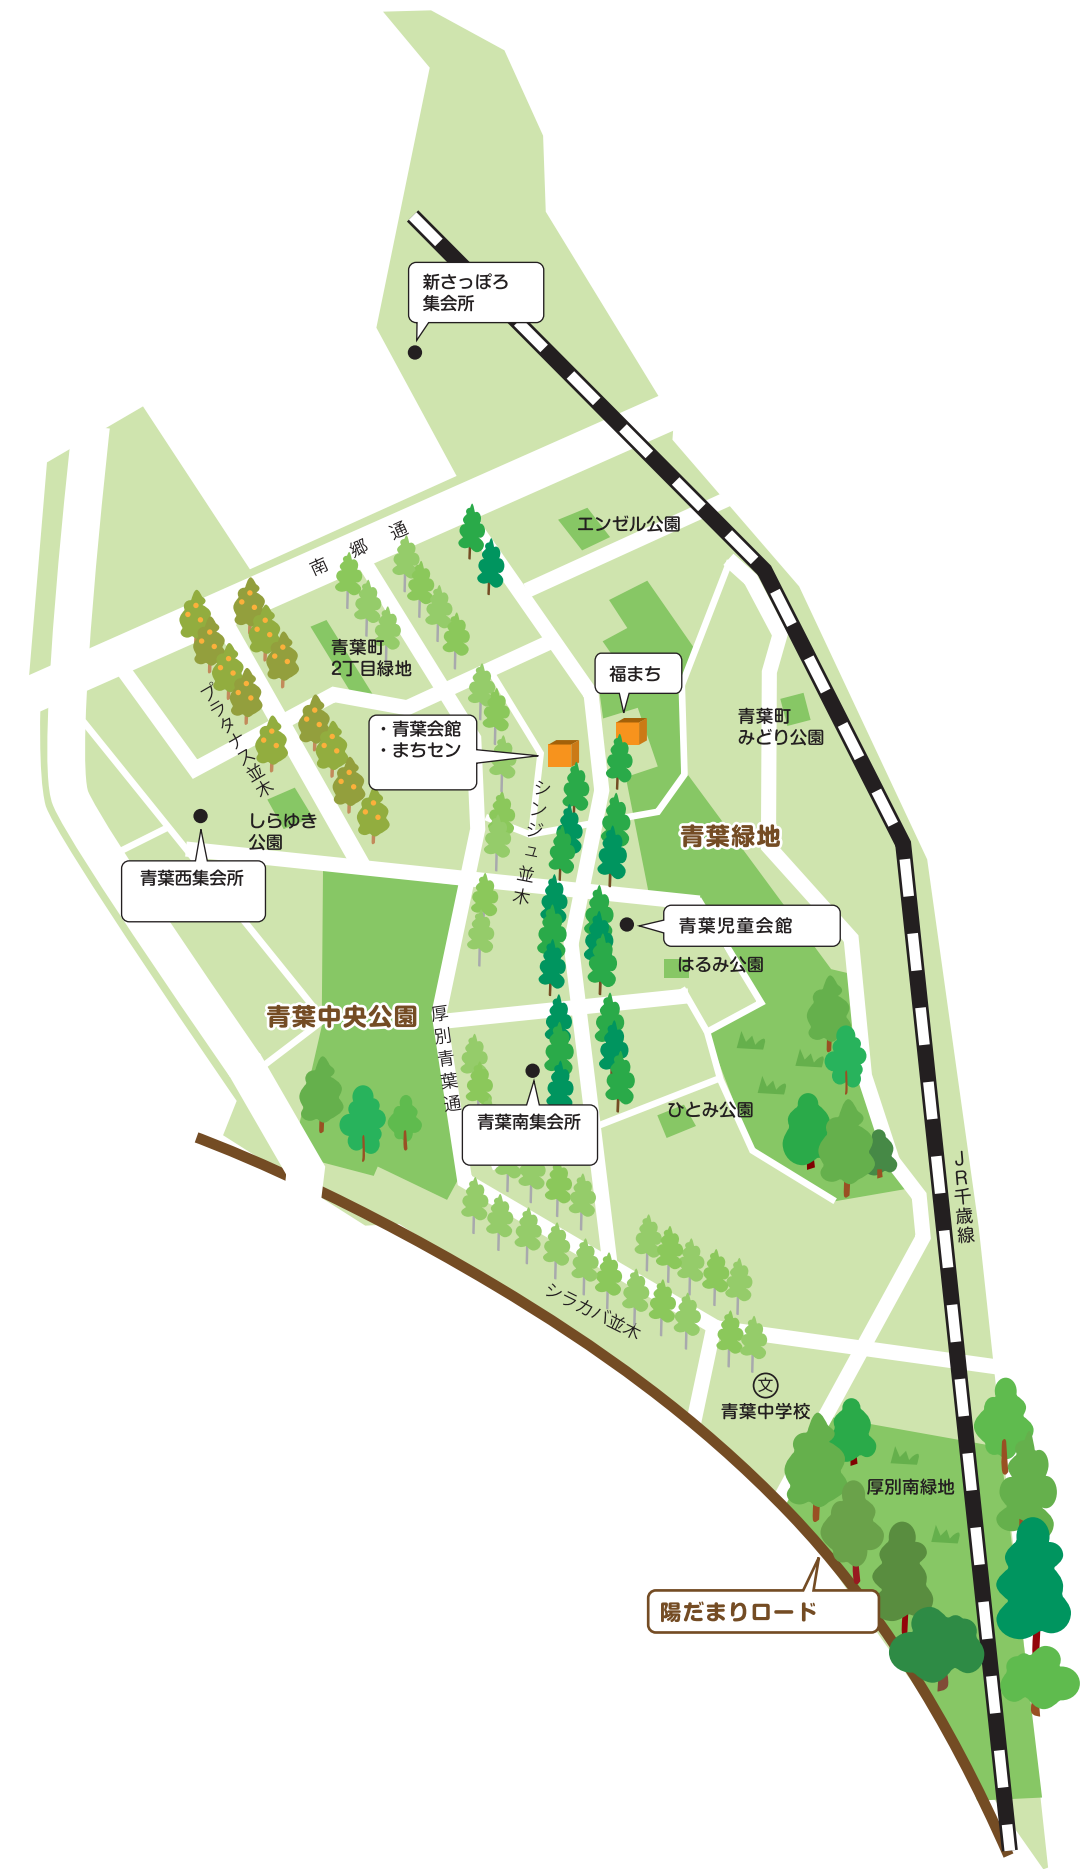 新さっぽろ
集会所
南郷通
エンゼル公園
青葉町
2丁目緑地
福まち
プラタナス並木
・青葉会館
・まちセン
青葉町
みどり公園
シンジュ並木
しらゆき
公園
青葉緑地
青葉西集会所
青葉児童会館
はるみ公園
青葉中央公園
厚別青葉通
青葉南集会所
ひとみ公園
JR千歳線
シラカバ並木
文
青葉中学校
厚別南緑地
陽だまりロード